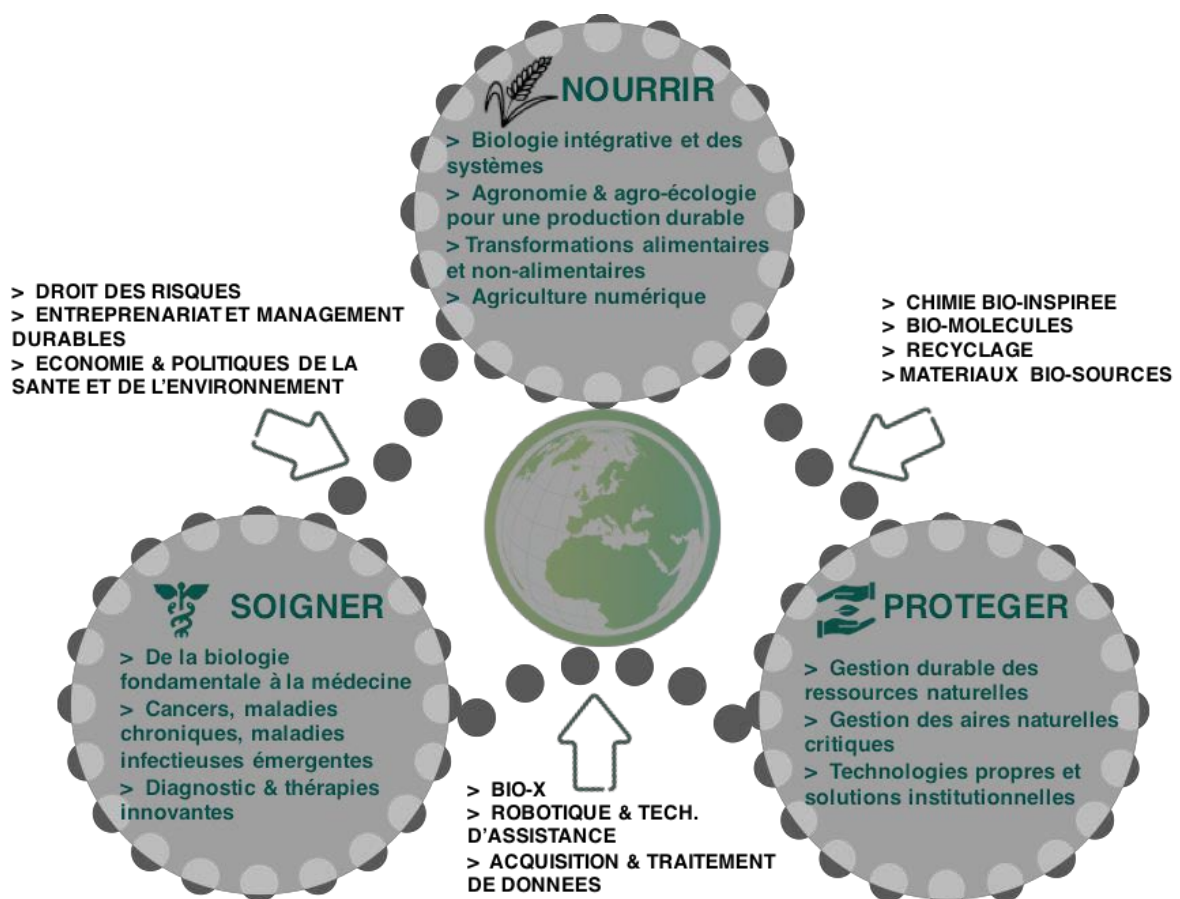 NOURRIR
> Biologie intégrative et des
systèmes
> Agronomie & agro-écologie
pour une production durable
> Transformations alimentaires
et non-alimentaires
> Agriculture numérique
> DROIT DES RISQUES
> ENTREPRENARIAT ET MANAGEMENT
DURABLES
> ECONOMIE & POLITIQUES DE LA
SANTE ET DE L'ENVIRONNEMENT
> CHIMIE BIO-INSPIREE
> BIO-MOLECULES
> RECYCLAGE
> MATERIAUX BIO-SOURCES
SOIGNER
> De la biologie
fondamentale à la médecine
> Cancers, maladies
chroniques, maladies
infectieuses émergentes
> Diagnostic & thérapies
innovantes
PROTEGER
> Gestion durable des
ressources naturelles
> Gestion des aires naturelles
critiques
> Technologies propres et
solutions institutionnelles
> BIO-X
> ROBOTIQUE & TECH.
D'ASSISTANCE
> ACQUISITION & TRAITEMENT
DE DONNEES